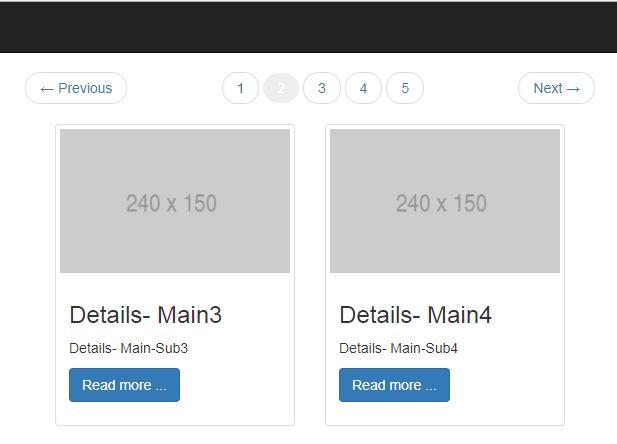 ← Previous 1 2 3 4 5 Next →
240 x 150 240 x 150
Details- Main3 Details- Main4
Details- Main-Sub3 Details- Main-Sub4
Read more ... Read more ...